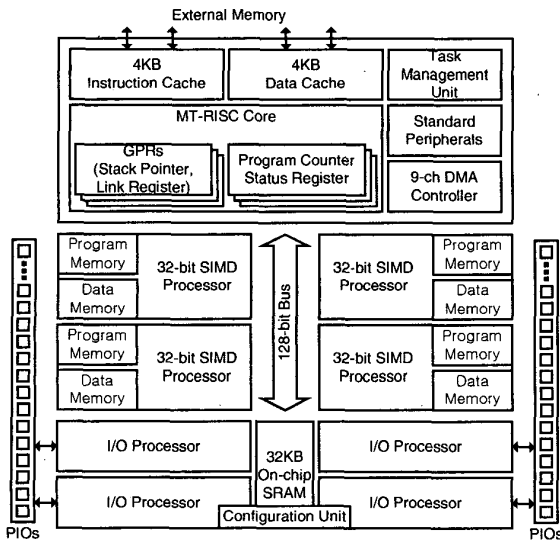 External Memory
4KB
Instruction Cache
4KB
Data Cache
Task
Management
Unit
MT-RISC Core
GPRs
(Stack Pointer,
Link Register)
Program Counter
Status Register
Standard
Peripherals
9-ch DMA
Controller
Program
Memory
Data
Memory
32-bit SIMD
Processor
Program
Memory
Data
Memory
32-bit SIMD
Processor
128-bit Bus
32-bit SIMD
Processor
Program
Memory
Data
Memory
32-bit SIMD
Processor
Program
Memory
Data
Memory
I/O Processor
I/O Processor
32KB
On-chip
SRAM
Configuration Unit
I/O Processor
I/O Processor
PIOs
PIOs